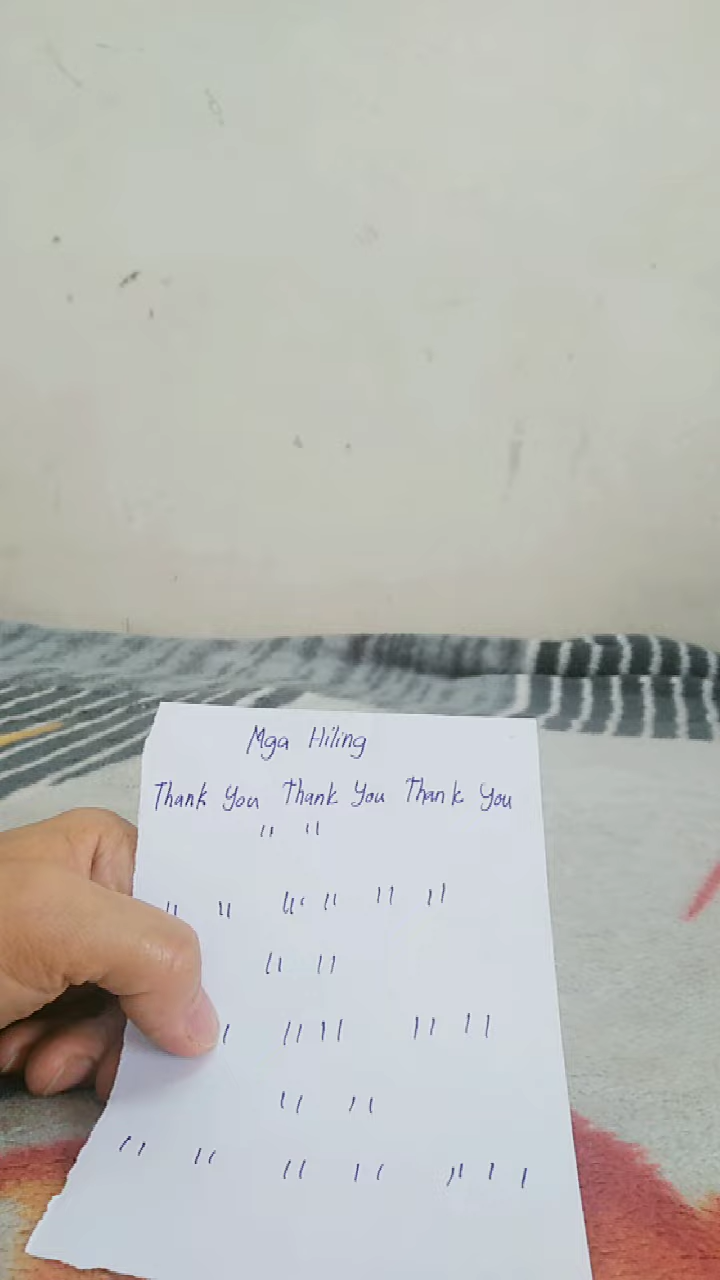 Mga Hiling
Thank You Thank You Thank You
" "
" " " " " "
" "
" " " " "
" "
" " " " " "